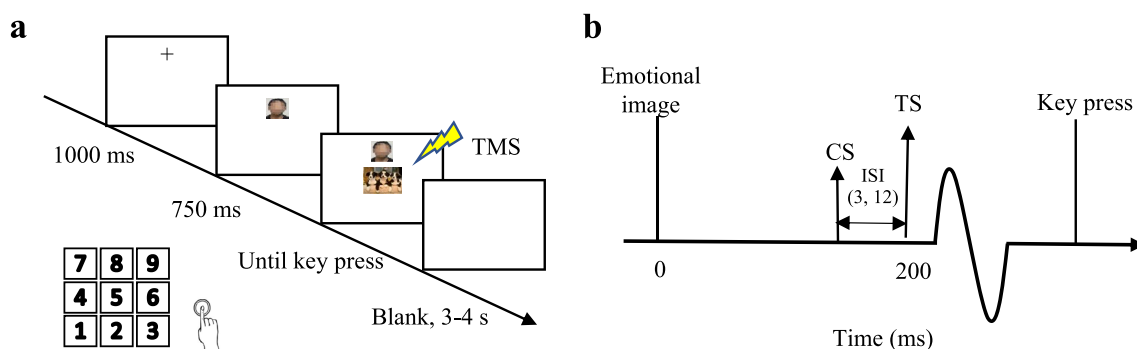 a
+
TMS
1000 ms
750 ms
Until key press
Blank, 3-4 s
7 8 9
4 5 6
1 2 3
b
Emotional
image
TS
Key press
CS
ISI
(3, 12)
0
200
Time (ms)